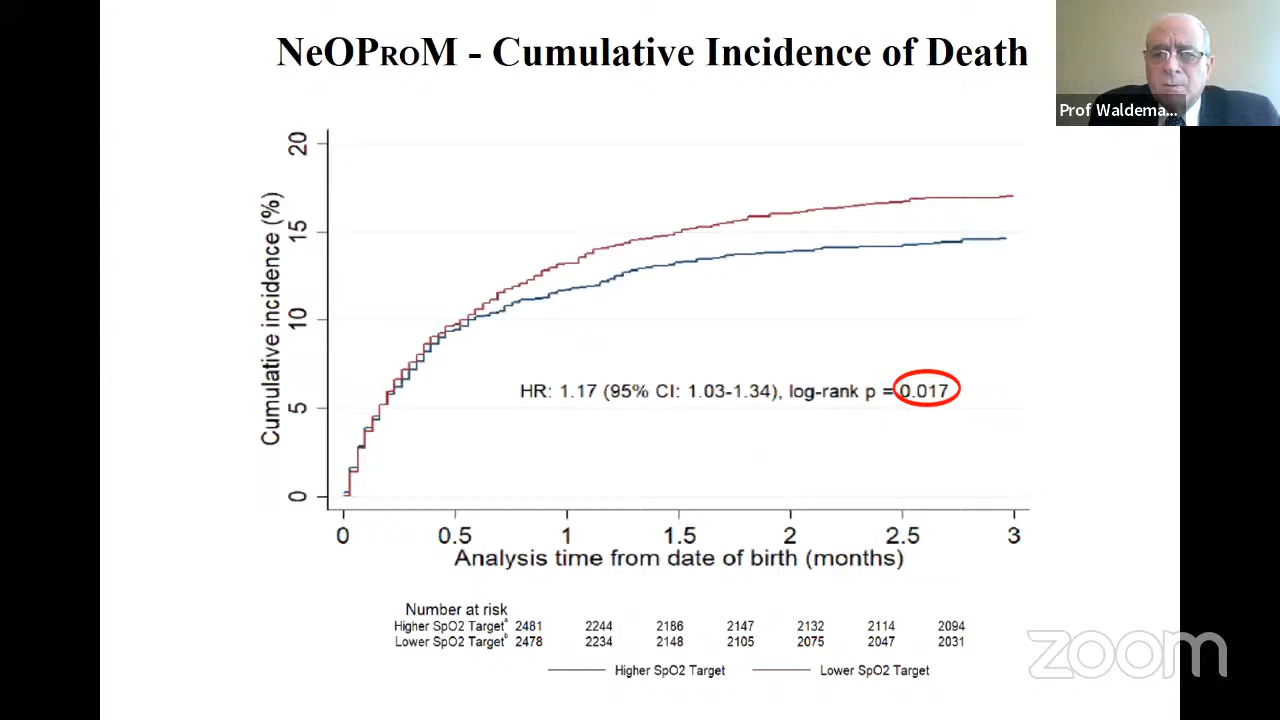 NeOPROM - Cumulative Incidence of Death
Prof Waldema...
20
15
10
5
0
Cumulative incidence (%)
HR: 1.17 (95% CI: 1.03-1.34), log-rank p = 0.017
0 0.5 1 1.5 2 2.5 3
Analysis time from date of birth (months)
Number at risk
Higher SpO2 Targetᵃ 2481 2244 2186 2147 2132 2114 2094
Lower SpO2 Targetᵇ 2478 2234 2148 2105 2075 2047 2031
Higher SpO2 Target Lower SpO2 Target
zoom